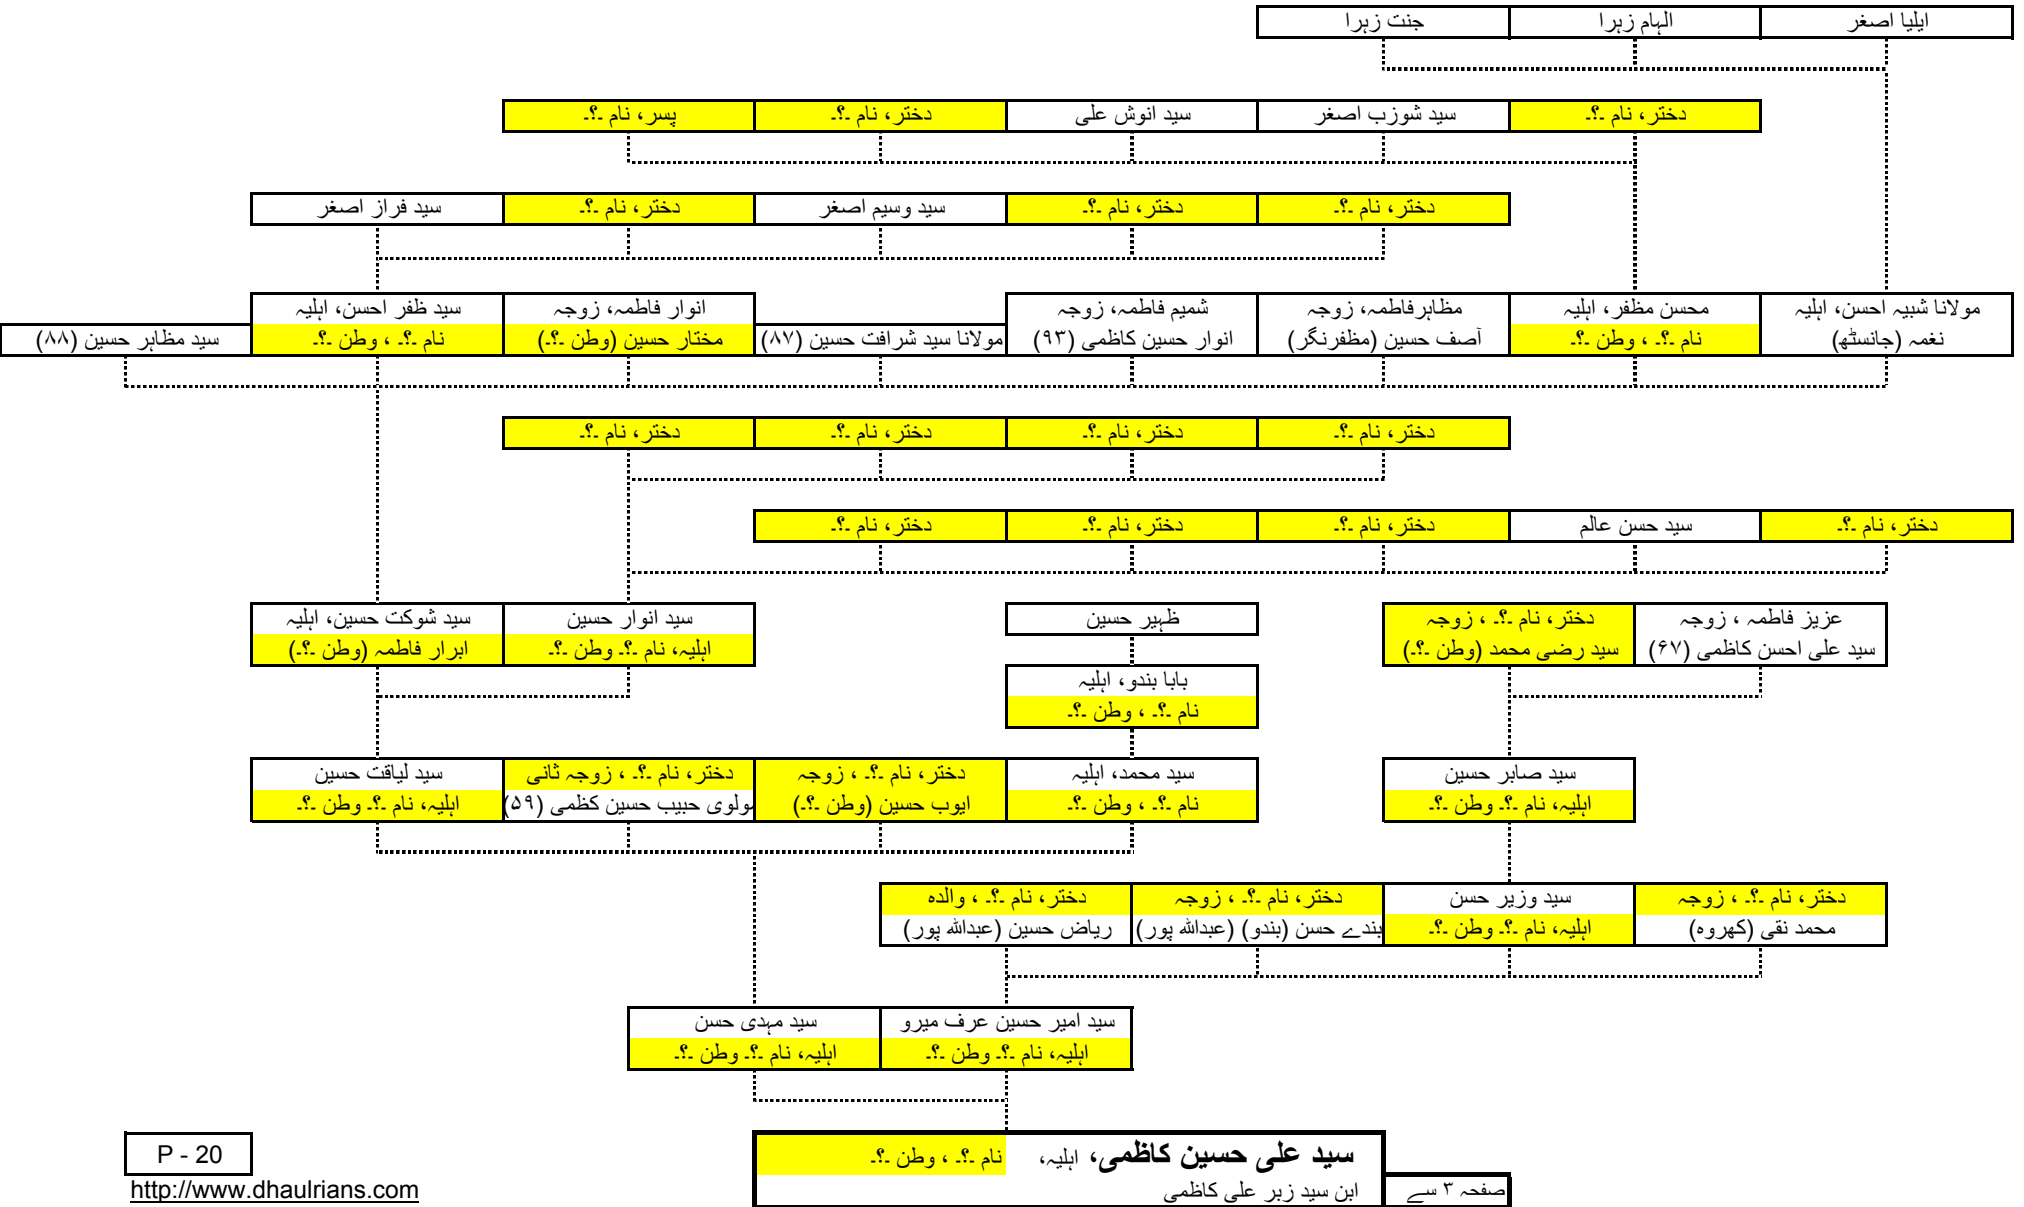 ایلیا اصغر
الہام زہرا
جنت زہرا
دختر، نام ـ؟ـ
سید شوزب اصغر
سید انوش علی
دختر، نام ـ؟ـ
پسر، نام ـ؟ـ
دختر، نام ـ؟ـ
دختر، نام ـ؟ـ
سید وسیم اصغر
دختر، نام ـ؟ـ
سید فراز اصغر
مولانا شبیہ احسن، اہلیہ
نغمہ (جانسٹھ)
محسن مظفر، اہلیہ
نام ـ؟ـ ، وطن ـ؟ـ
مظاہرفاطمہ، زوجہ
آصف حسین (مظفرنگر)
شمیم فاطمہ، زوجہ
انوار حسین کاظمی (۹۳)
مولانا سید شرافت حسین (۸۷)
انوار فاطمہ، زوجہ
مختار حسین (وطن ـ؟ـ)
سید ظفر احسن، اہلیہ
نام ـ؟ـ ، وطن ـ؟ـ
سید مظاہر حسین (۸۸)
دختر، نام ـ؟ـ
دختر، نام ـ؟ـ
دختر، نام ـ؟ـ
دختر، نام ـ؟ـ
دختر، نام ـ؟ـ
سید حسن عالم
دختر، نام ـ؟ـ
دختر، نام ـ؟ـ
دختر، نام ـ؟ـ
عزیز فاطمہ ، زوجہ
سید علی احسن کاظمی (۶۷)
دختر، نام ـ؟ـ ، زوجہ
سید رضی محمد (وطن ـ؟ـ)
ظہیر حسین
سید انوار حسین
اہلیہ، نام ـ؟ـ وطن ـ؟ـ
سید شوکت حسین، اہلیہ
ابرار فاطمہ (وطن ـ؟ـ)
بابا بندو، اہلیہ
نام ـ؟ـ ، وطن ـ؟ـ
سید صابر حسین
اہلیہ، نام ـ؟ـ وطن ـ؟ـ
سید محمد، اہلیہ
نام ـ؟ـ ، وطن ـ؟ـ
دختر، نام ـ؟ـ ، زوجہ
ایوب حسین (وطن ـ؟ـ)
دختر، نام ـ؟ـ ، زوجہ ثانی
مولوی حبیب حسین کظمی (۵۹)
سید لیاقت حسین
اہلیہ، نام ـ؟ـ وطن ـ؟ـ
دختر، نام ـ؟ـ ، زوجہ
محمد نقی (کھروہ)
سید وزیر حسن
اہلیہ، نام ـ؟ـ وطن ـ؟ـ
دختر، نام ـ؟ـ ، زوجہ
بندے حسن (بندو) (عبداللہ پور)
دختر، نام ـ؟ـ ، والدہ
ریاض حسین (عبداللہ پور)
سید امیر حسین عرف میرو
اہلیہ، نام ـ؟ـ وطن ـ؟ـ
سید مہدی حسن
اہلیہ، نام ـ؟ـ وطن ـ؟ـ
سید علی حسین کاظمی، اہلیہ، نام ـ؟ـ ، وطن ـ؟ـ
ابن سید زبر علی کاظمی
صفحہ ۳ سے
P - 20
http://www.dhaulrians.com